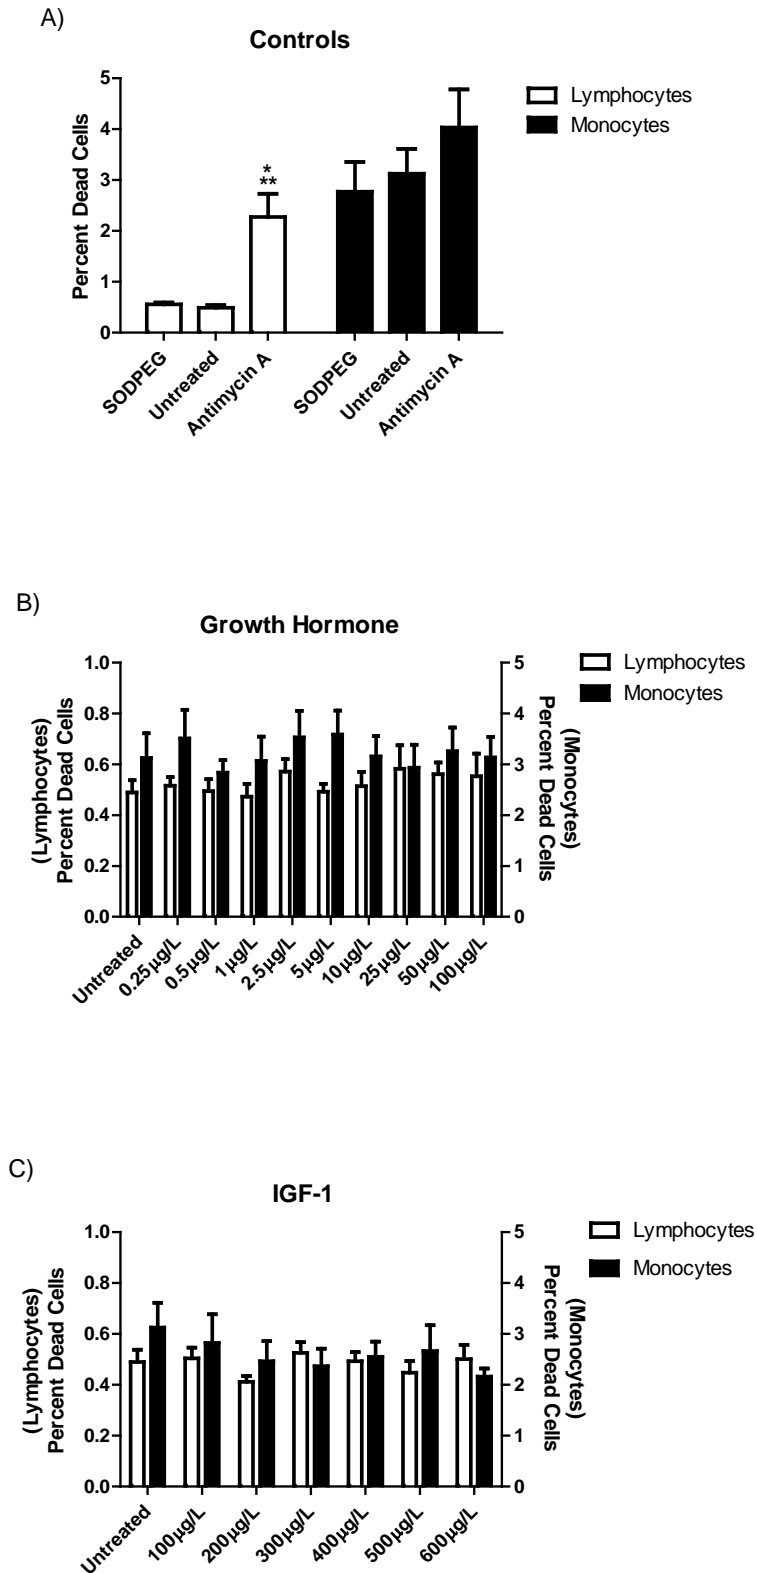 A)
Controls
5
4
3
2
1
0
Percent Dead Cells
*
**
Lymphocytes
Monocytes
SODPEG
Untreated
Antimycin A
SODPEG
Untreated
Antimycin A
B)
Growth Hormone
1.0
0.8
0.6
0.4
0.2
0.0
(Lymphocytes)
Percent Dead Cells
5
4
3
2
1
0
(Monocytes)
Percent Dead Cells
Lymphocytes
Monocytes
Untreated
0.25µg/L
0.5µg/L
1µg/L
2.5µg/L
5µg/L
10µg/L
25µg/L
50µg/L
100µg/L
C)
IGF-1
1.0
0.8
0.6
0.4
0.2
0.0
(Lymphocytes)
Percent Dead Cells
5
4
3
2
1
0
(Monocytes)
Percent Dead Cells
Lymphocytes
Monocytes
Untreated
100µg/L
200µg/L
300µg/L
400µg/L
500µg/L
600µg/L